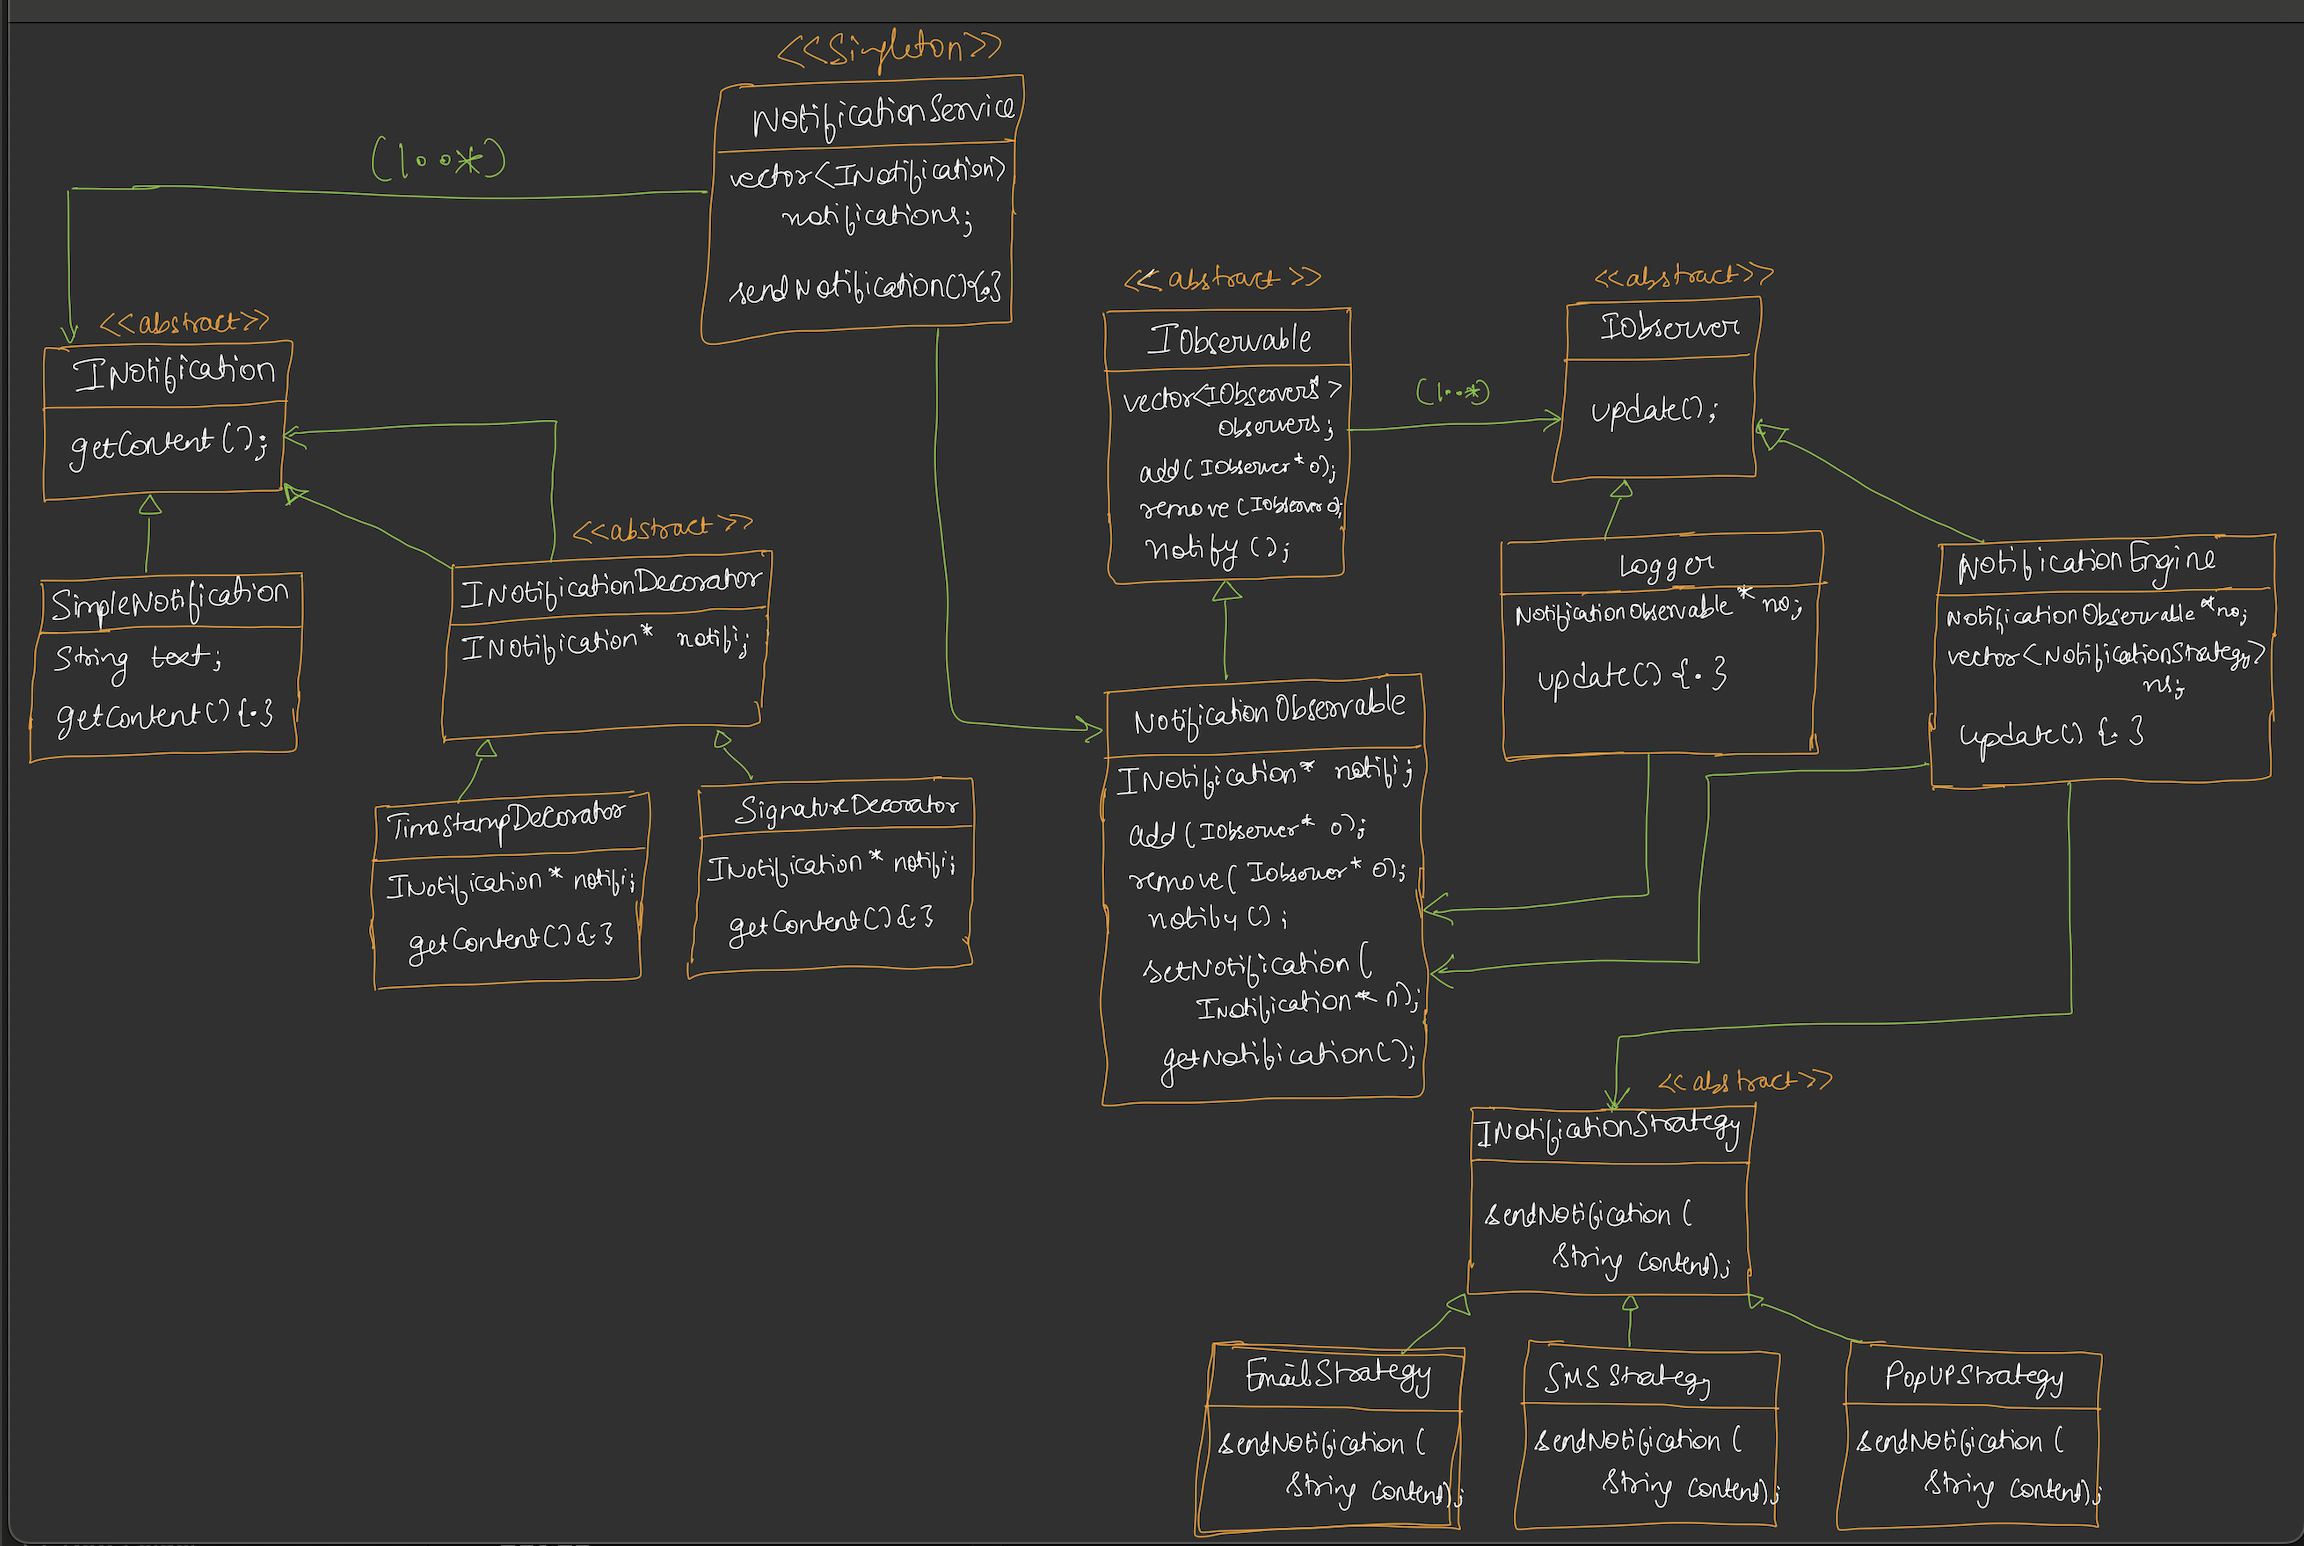 <<Singleton>>
NotificationService
vector<INotification>
notifications;
sendNotification(){.}
(1..*)
<<abstract>>
INotification
getContent();
SimpleNotification
String text;
getContent(){.}
<<abstract>>
INotificationDecorator
INotification* notifi;
TimestampDecorator
INotification* notifi;
getContent(){.}
SignatureDecorator
INotification* notifi;
getContent(){.}
<<abstract>>
IObservable
vector<IObservers*>
observers;
add(IObserver* o);
remove(IObserver o);
notify();
(1..*)
<<abstract>>
IObserver
update();
Logger
NotificationObservable* no;
update(){.}
NotificationEngine
NotificationObservable*no;
vector<NotificationStrategy>
ns;
update(){.}
NotificationObservable
INotification* notifi;
add(IObserver* o);
remove(IObserver* o);
notify();
setNotification(
INotification* n);
getNotification();
<<abstract>>
INotificationStrategy
sendNotification(
String content);
EmailStrategy
sendNotification(
String content);
SMSStrategy
sendNotification(
String content);
PopUPStrategy
sendNotification(
String content);